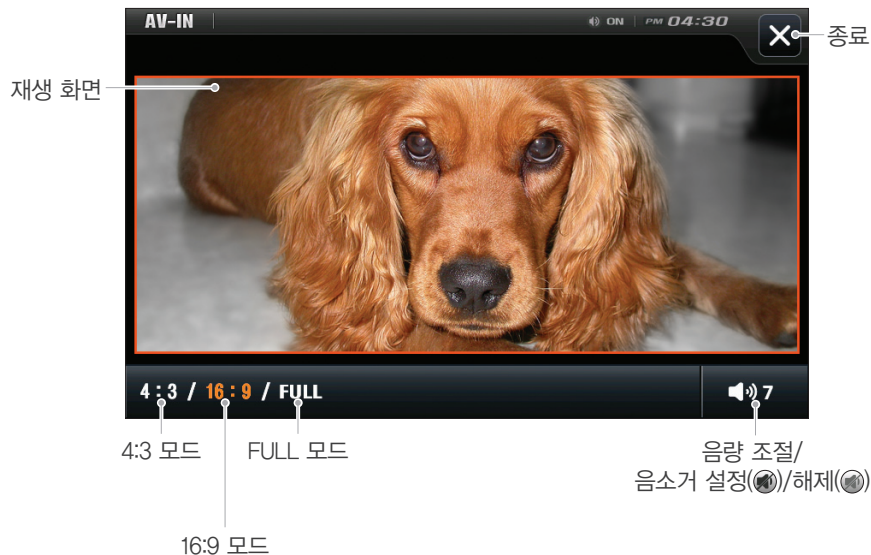 AV-IN
ON PM 04:30
종료
재생 화면
4 : 3 / 16 : 9 / FULL
7
4:3 모드
FULL 모드
음량 조절/
음소거 설정()/해제()
16:9 모드